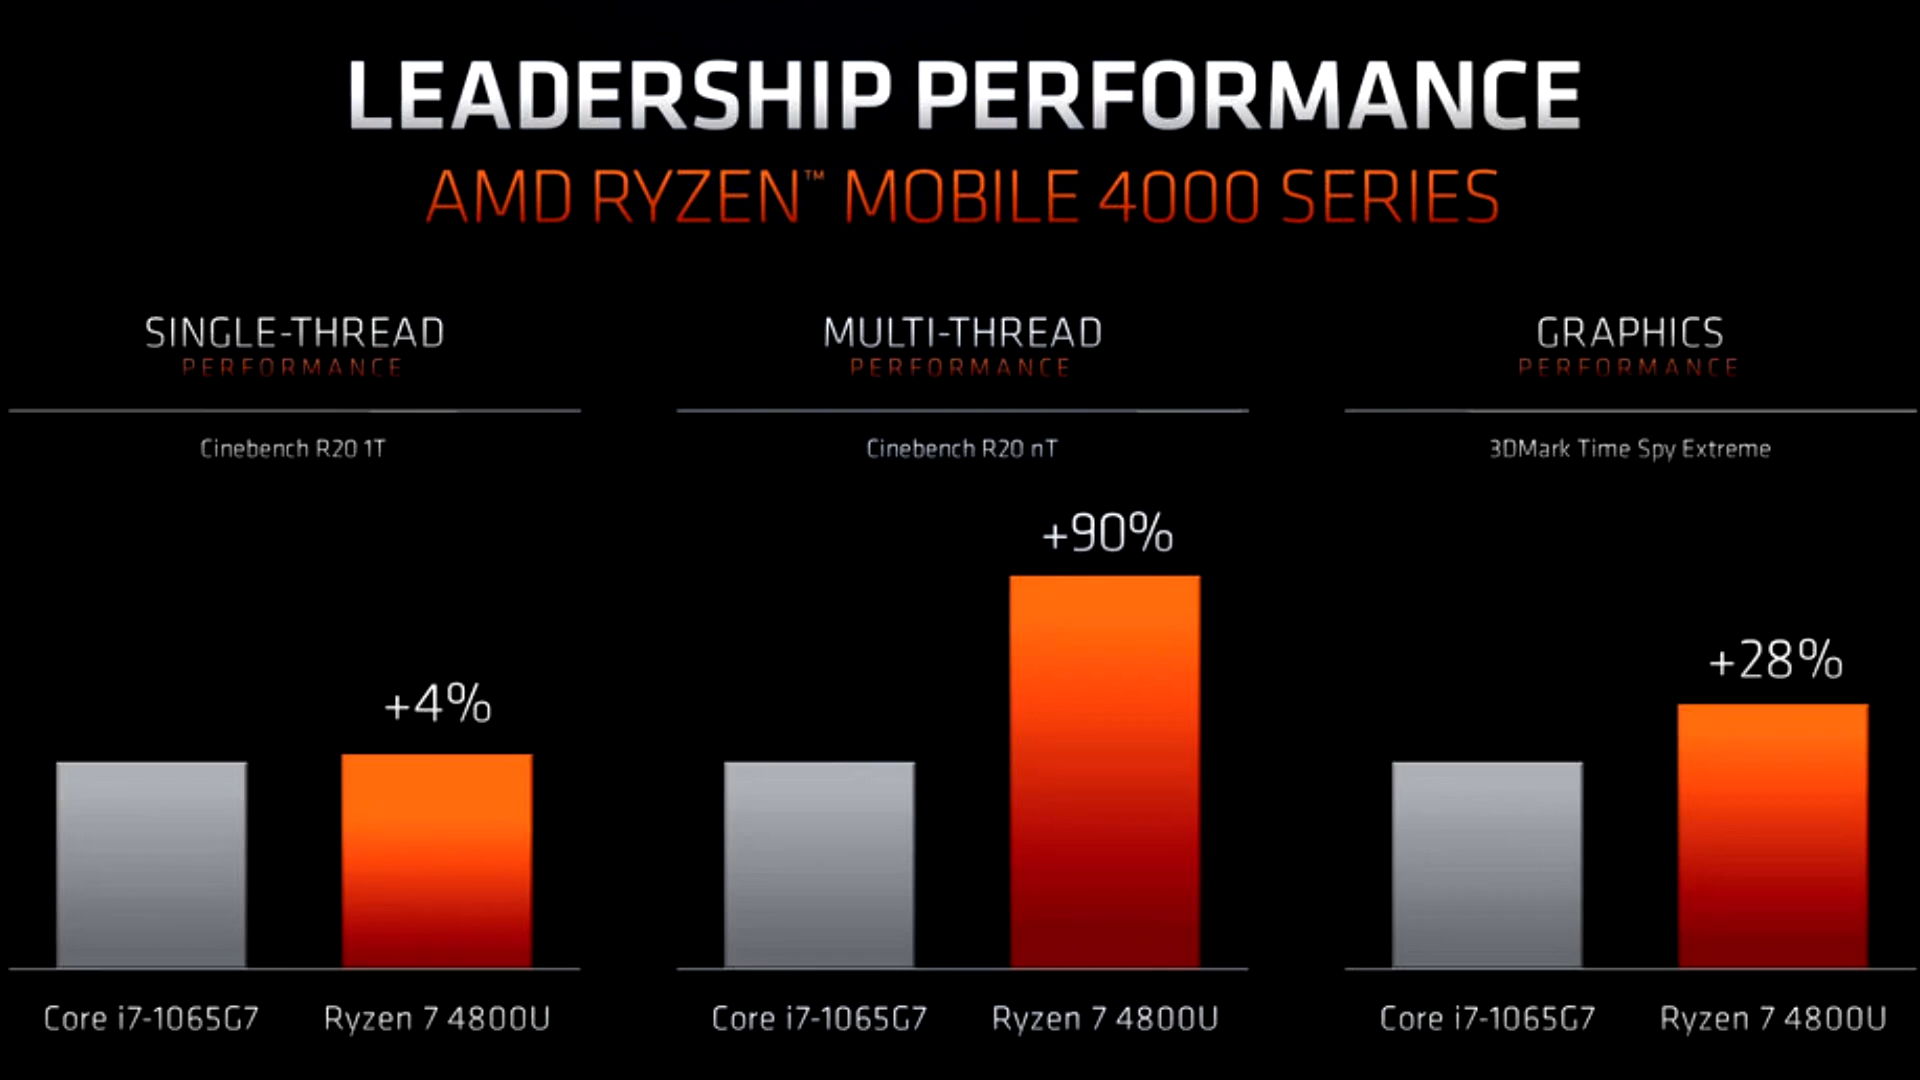 LEADERSHIP PERFORMANCE
AMD RYZEN™ MOBILE 4000 SERIES
SINGLE-THREAD
PERFORMANCE
Cinebench R20 1T
+4%
Core i7-1065G7 Ryzen 7 4800U
MULTI-THREAD
PERFORMANCE
Cinebench R20 nT
+90%
Core i7-1065G7 Ryzen 7 4800U
GRAPHICS
PERFORMANCE
3DMark Time Spy Extreme
+28%
Core i7-1065G7 Ryzen 7 4800U